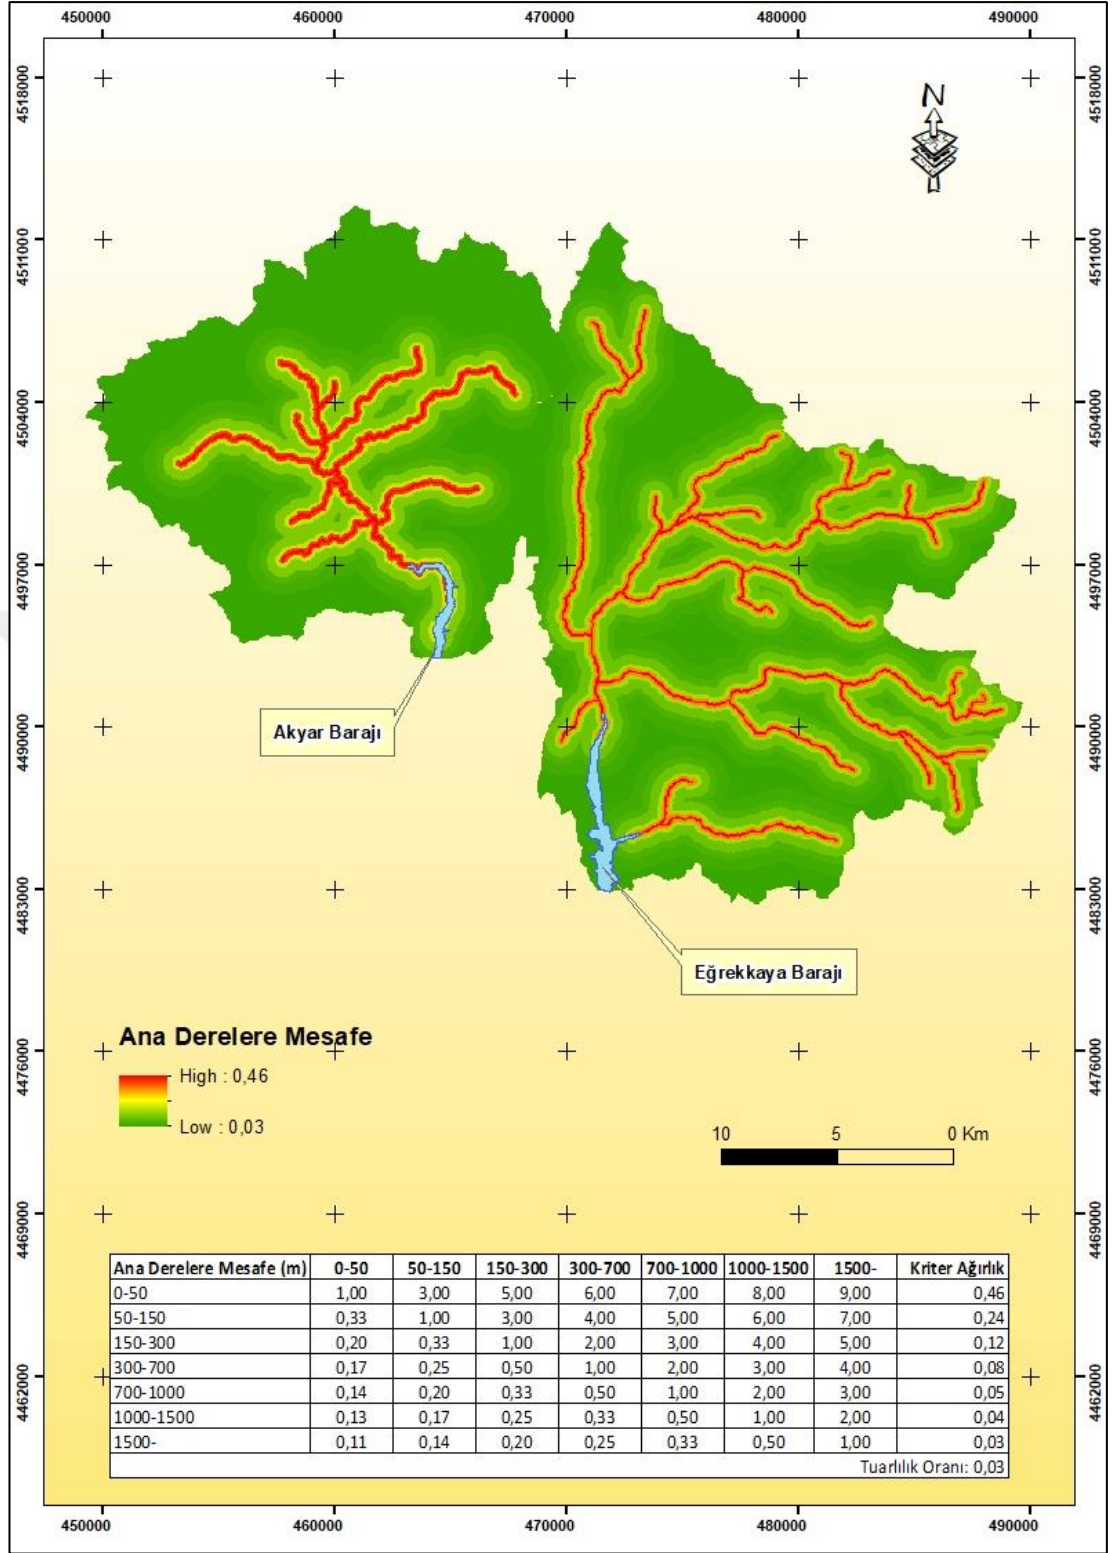 450000 460000 470000 480000 490000
4518000 4518000
N
4511000 4511000
4504000 4504000
4497000 4497000
Akyar Barajı
4490000 4490000
4483000 4483000
Eğrekkaya Barajı
Ana Derelere Mesafe
4476000 4476000
High : 0,46
Low : 0,03
10 5 0 Km
4469000 4469000
Ana Derelere Mesafe (m) 0-50 50-150 150-300 300-700 700-1000 1000-1500 1500- Kriter Ağırlık
0-50 1,00 3,00 5,00 6,00 7,00 8,00 9,00 0,46
50-150 0,33 1,00 3,00 4,00 5,00 6,00 7,00 0,24
150-300 0,20 0,33 1,00 2,00 3,00 4,00 5,00 0,12
300-700 0,17 0,25 0,50 1,00 2,00 3,00 4,00 0,08
700-1000 0,14 0,20 0,33 0,50 1,00 2,00 3,00 0,05
1000-1500 0,13 0,17 0,25 0,33 0,50 1,00 2,00 0,04
1500- 0,11 0,14 0,20 0,25 0,33 0,50 1,00 0,03
Tuarlılık Oranı: 0,03
4462000 4462000
450000 460000 470000 480000 490000